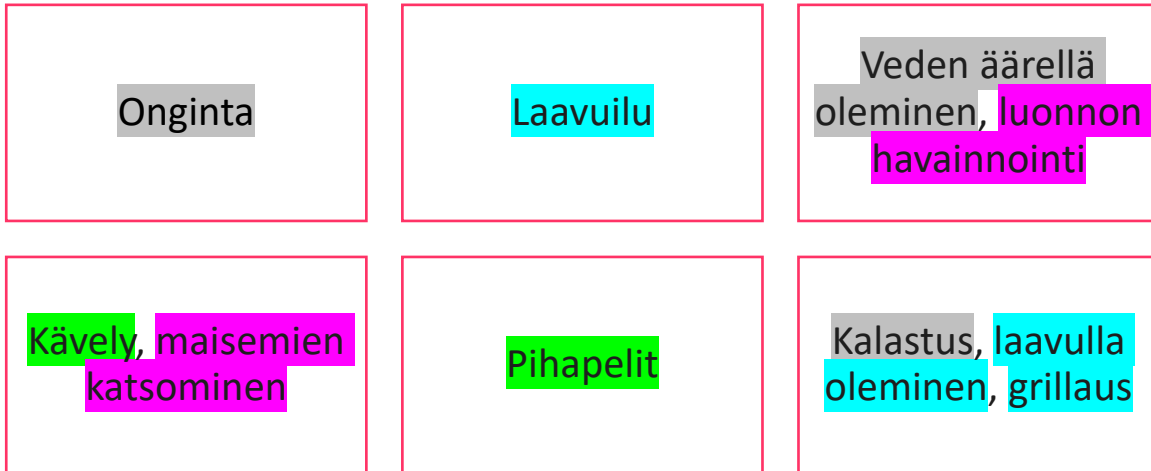 Onginta
Laavuilu
Veden äärellä
oleminen, luonnon
havainnointi
Kävely, maisemien
katsominen
Pihapelit
Kalastus, laavulla
oleminen, grillaus